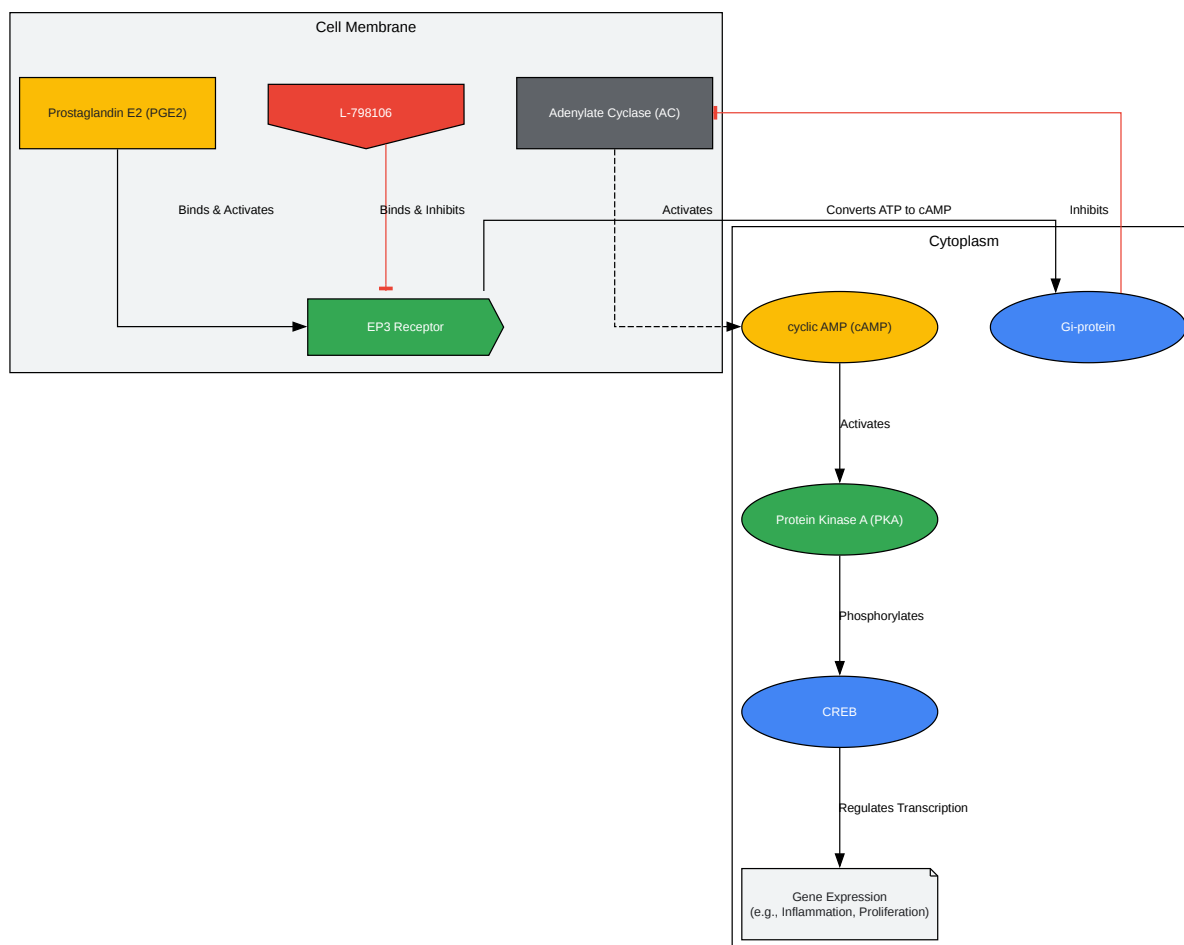 Cell Membrane
Prostaglandin E2 (PGE2)
L-798106
Adenylate Cyclase (AC)
Binds & Activates
Binds & Inhibits
Activates
Converts ATP to cAMP
Inhibits
Cytoplasm
EP3 Receptor
cyclic AMP (cAMP)
Gi-protein
Activates
Protein Kinase A (PKA)
Phosphorylates
CREB
Regulates Transcription
Gene Expression
(e.g., Inflammation, Proliferation)